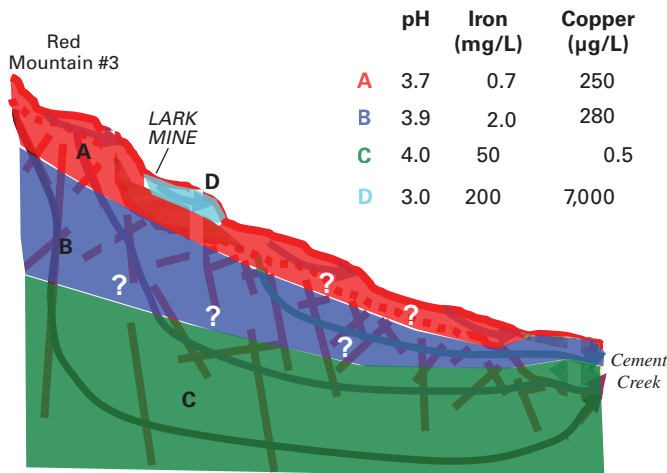 pH Iron Copper
(mg/L) (µg/L)
A 3.7 0.7 250
B 3.9 2.0 280
C 4.0 50 0.5
D 3.0 200 7,000
Red
Mountain #3
LARK
MINE
A
D
B
?
?
?
?
?
?
C
Cement
Creek